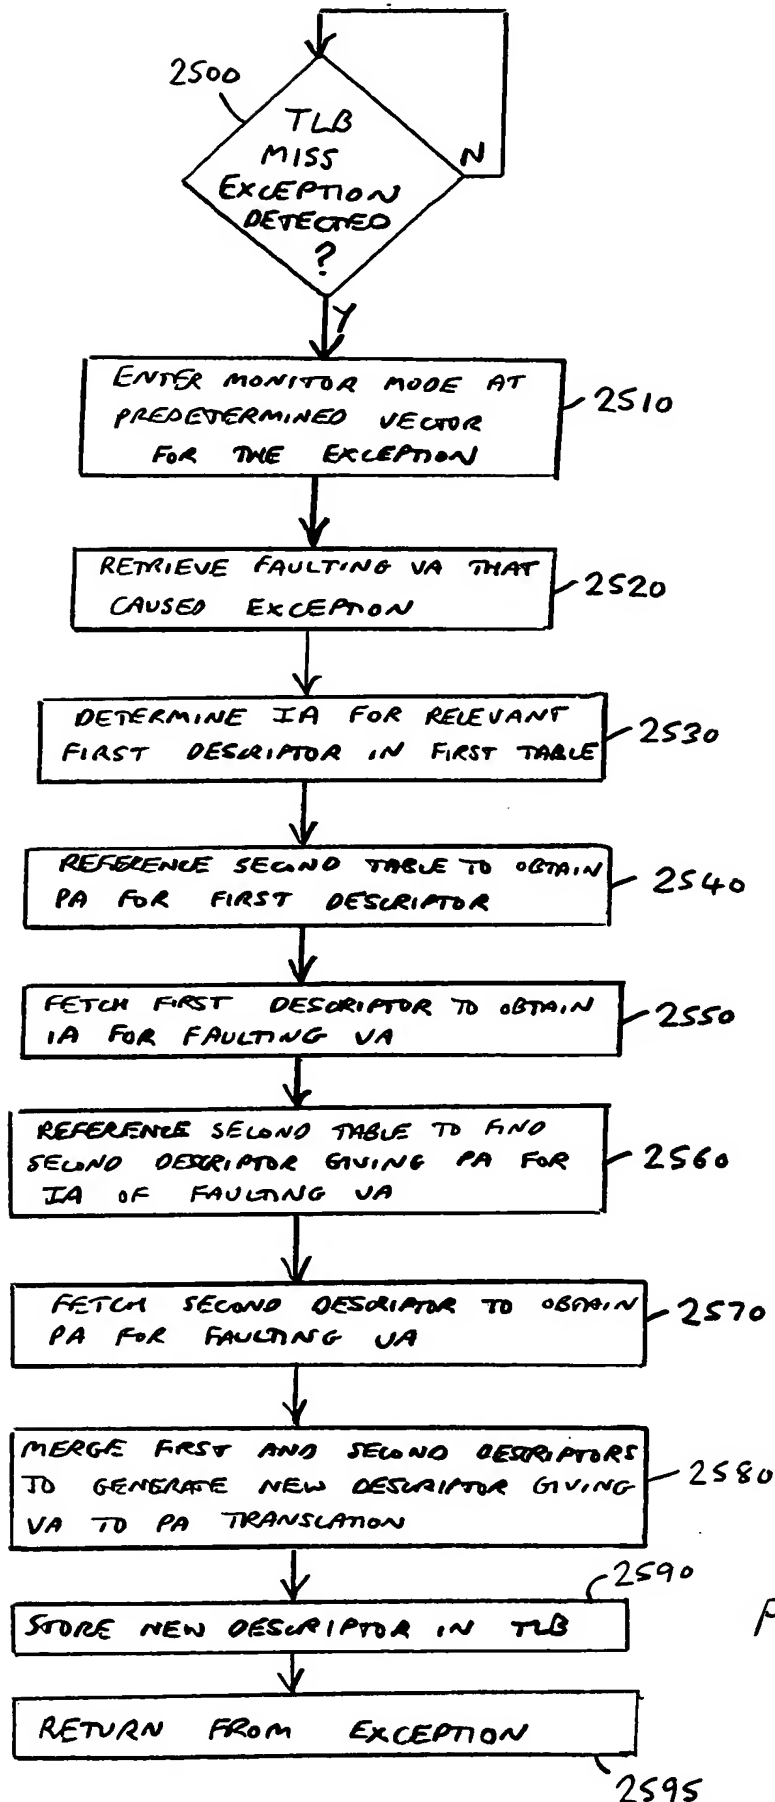 2500
TLB
MISS
EXCEPTION
DETECTED
?
N
Y
ENTER MONITOR MODE AT
PREDETERMINED VECTOR
FOR THE EXCEPTION
2510
RETRIEVE FAULTING VA THAT
CAUSED EXCEPTION
2520
DETERMINE IA FOR RELEVANT
FIRST DESCRIPTOR IN FIRST TABLE
2530
REFERENCE SECOND TABLE TO OBTAIN
PA FOR FIRST DESCRIPTOR
2540
FETCH FIRST DESCRIPTOR TO OBTAIN
IA FOR FAULTING VA
2550
REFERENCE SECOND TABLE TO FIND
SECOND DESCRIPTOR GIVING PA FOR
IA OF FAULTING VA
2560
FETCH SECOND DESCRIPTOR TO OBTAIN
PA FOR FAULTING VA
2570
MERGE FIRST AND SECOND DESCRIPTORS
TO GENERATE NEW DESCRIPTOR GIVING
VA TO PA TRANSLATION
2580
2590
STORE NEW DESCRIPTOR IN TLB
RETURN FROM EXCEPTION
2595